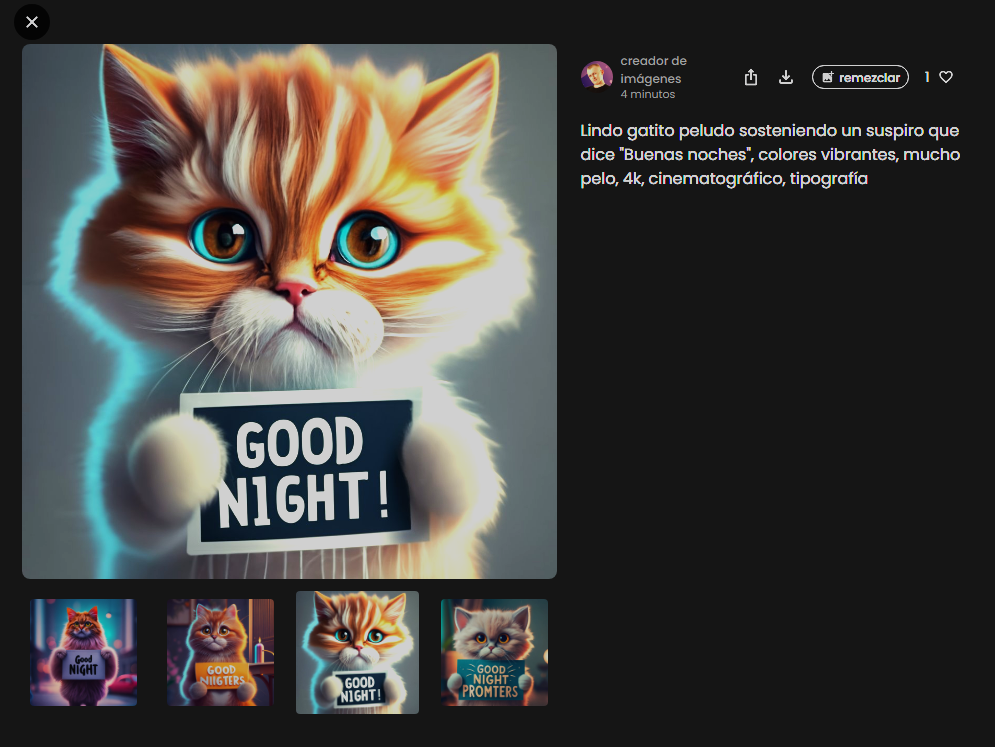 creador de
imágenes
4 minutos
remezclar
1
Lindo gatito peludo sosteniendo un suspiro que
dice "Buenas noches", colores vibrantes, mucho
pelo, 4k, cinematográfico, tipografía
GOOD
N1GHT!
Good
NIGHT
GOOD
NIIGTERS
GOOD
N1GHT!
GOOD
NIGHT
PROMTERS